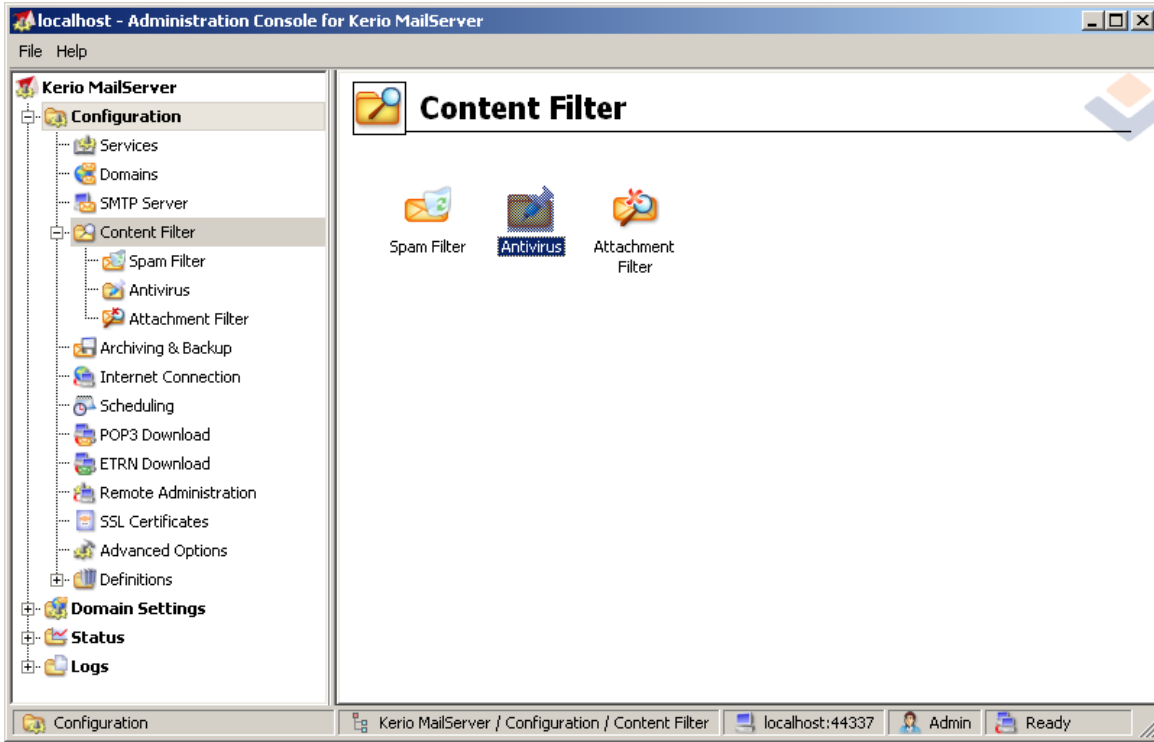 localhost - Administration Console for Kerio MailServer
File Help
Kerio MailServer
Configuration
Services
Domains
SMTP Server
Content Filter
Spam Filter
Antivirus
Attachment Filter
Archiving & Backup
Internet Connection
Scheduling
POP3 Download
ETRN Download
Remote Administration
SSL Certificates
Advanced Options
Definitions
Domain Settings
Status
Logs
Content Filter
Spam Filter
Antivirus
Attachment
Filter
Configuration
Kerio MailServer / Configuration / Content Filter
localhost:44337
Admin
Ready